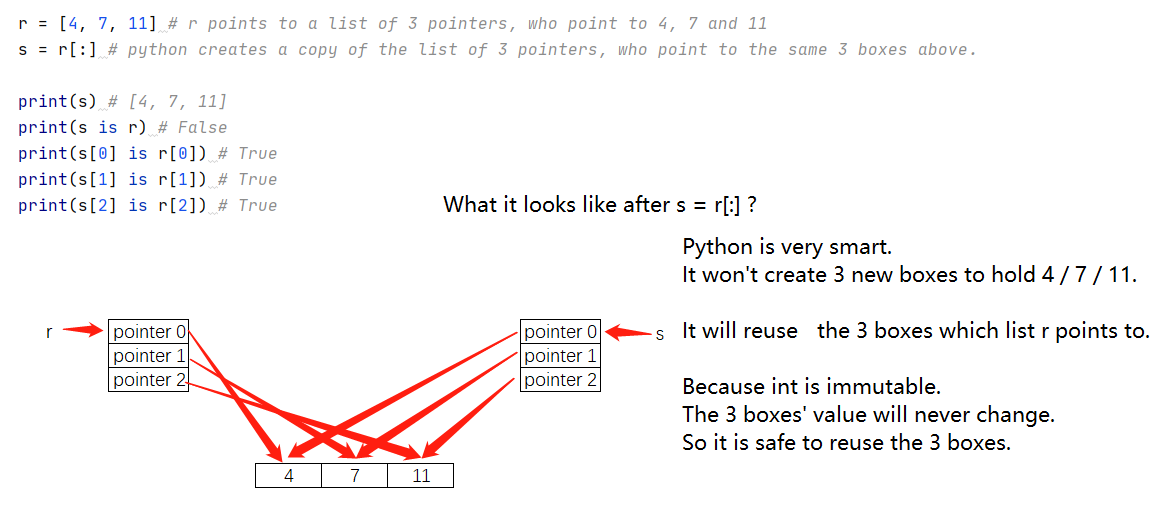 r = [4, 7, 11] # r points to a list of 3 pointers, who point to 4, 7 and 11
s = r[:] # python creates a copy of the list of 3 pointers, who point to the same 3 boxes above.
print(s) # [4, 7, 11]
print(s is r) # False
print(s[0] is r[0]) # True
print(s[1] is r[1]) # True
print(s[2] is r[2]) # True
What it looks like after s = r[:] ?
Python is very smart.
It won't create 3 new boxes to hold 4 / 7 / 11.
It will reuse the 3 boxes which list r points to.
Because int is immutable.
The 3 boxes' value will never change.
So it is safe to reuse the 3 boxes.
r
pointer 0
pointer 1
pointer 2
pointer 0
pointer 1
pointer 2
s
4 7 11